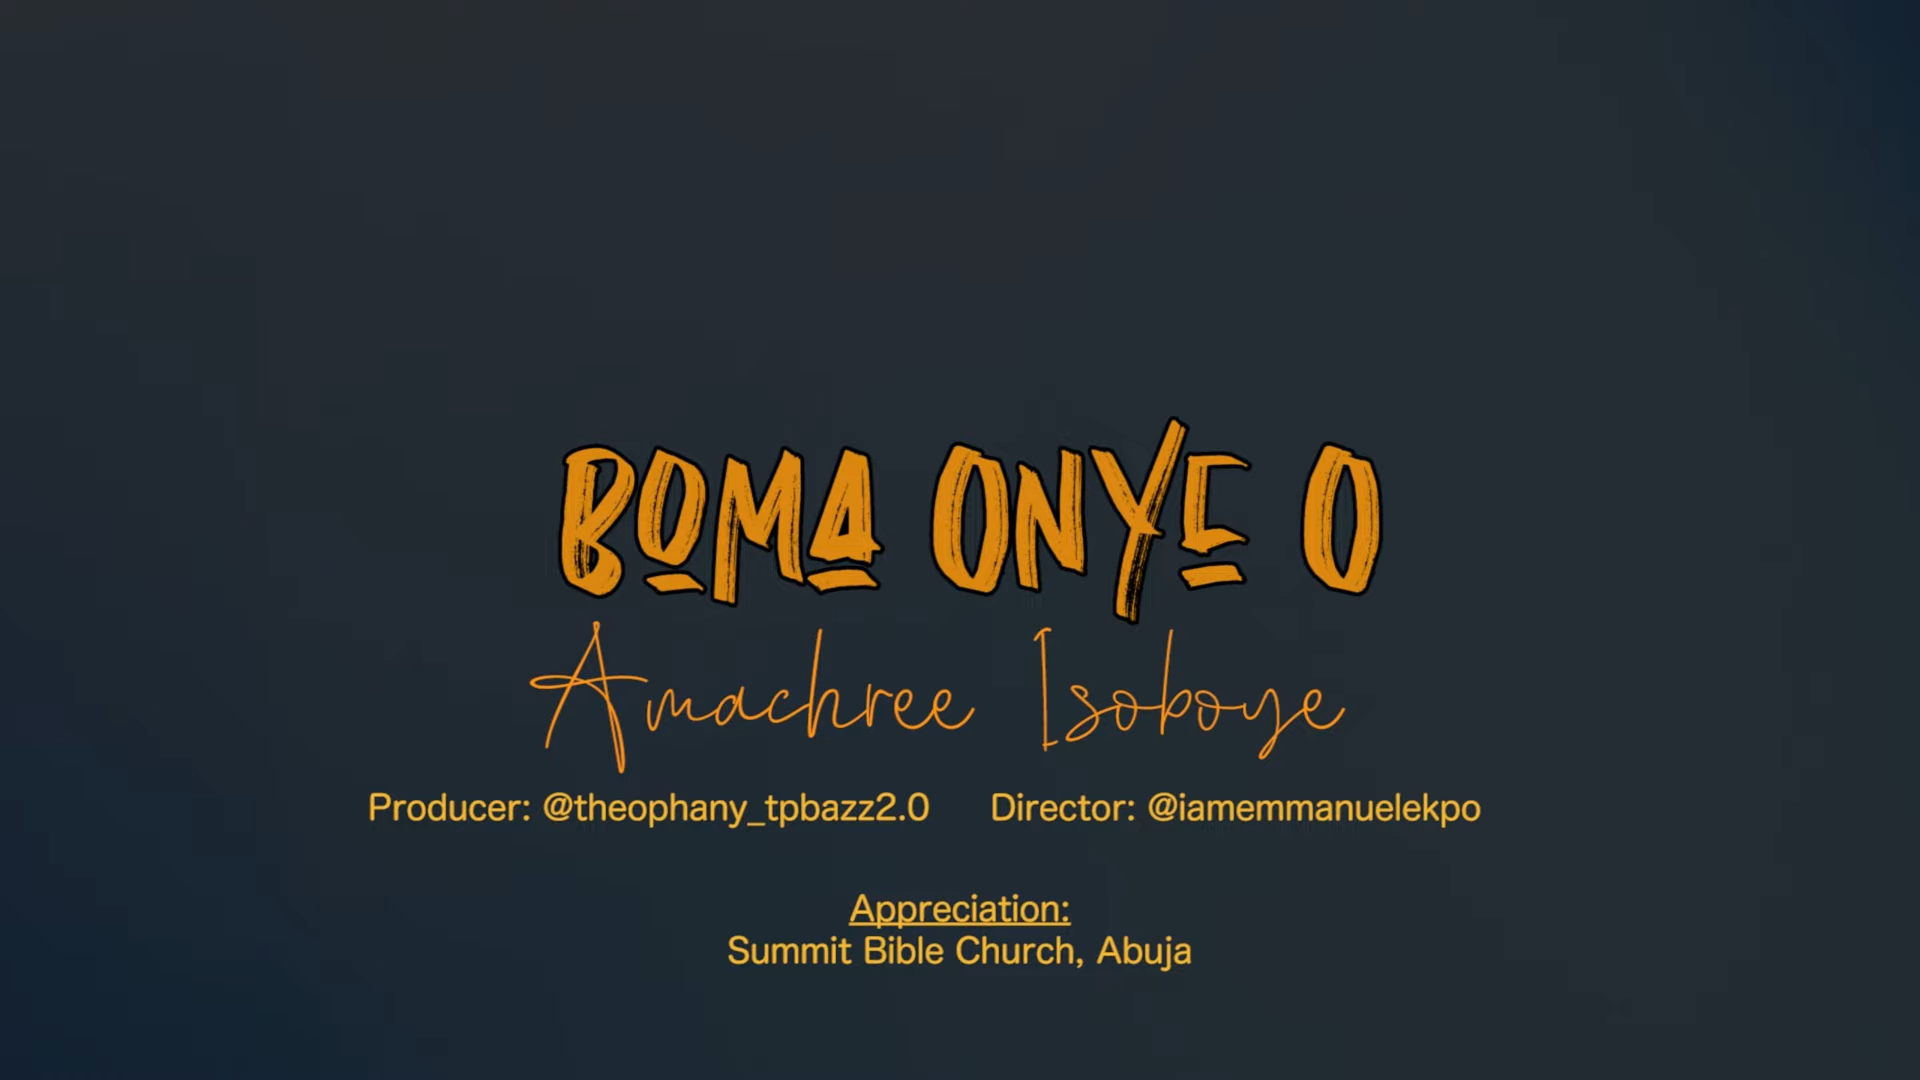 BOMA ONYE O
Amachree Isoboye
Producer: @theophany_tpbazz2.0 Director: @iamemmanuelekpo
Appreciation:
Summit Bible Church, Abuja